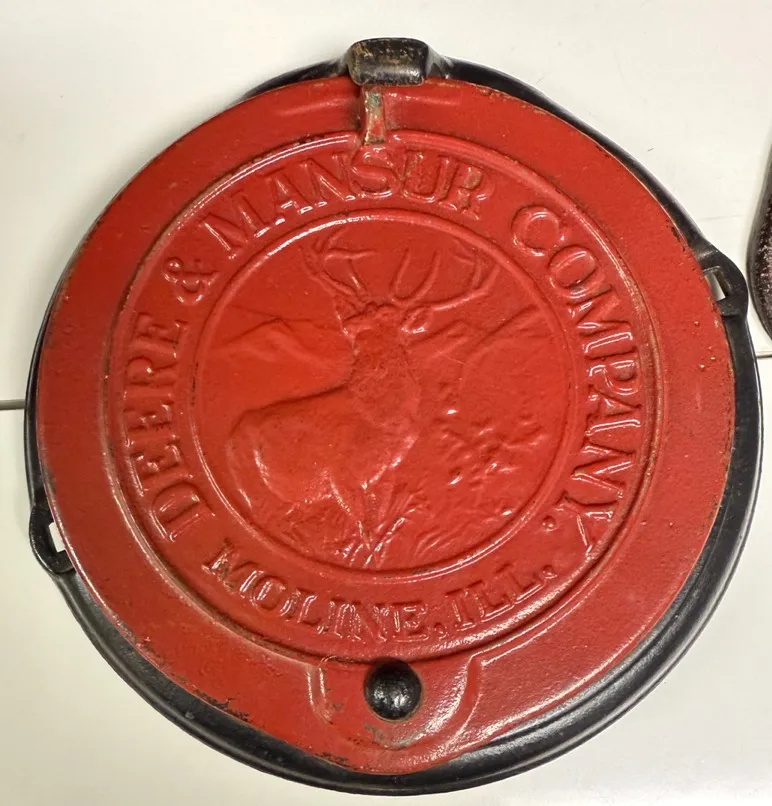 DEERE & MANSUR COMPANY.
MOLINE, ILL.